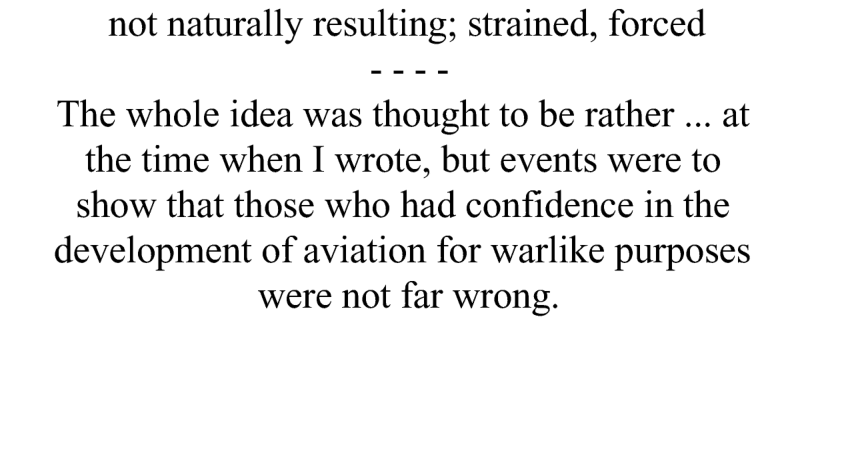 not naturally resulting; strained, forced
- - - -
The whole idea was thought to be rather ... at
the time when I wrote, but events were to
show that those who had confidence in the
development of aviation for warlike purposes
were not far wrong.